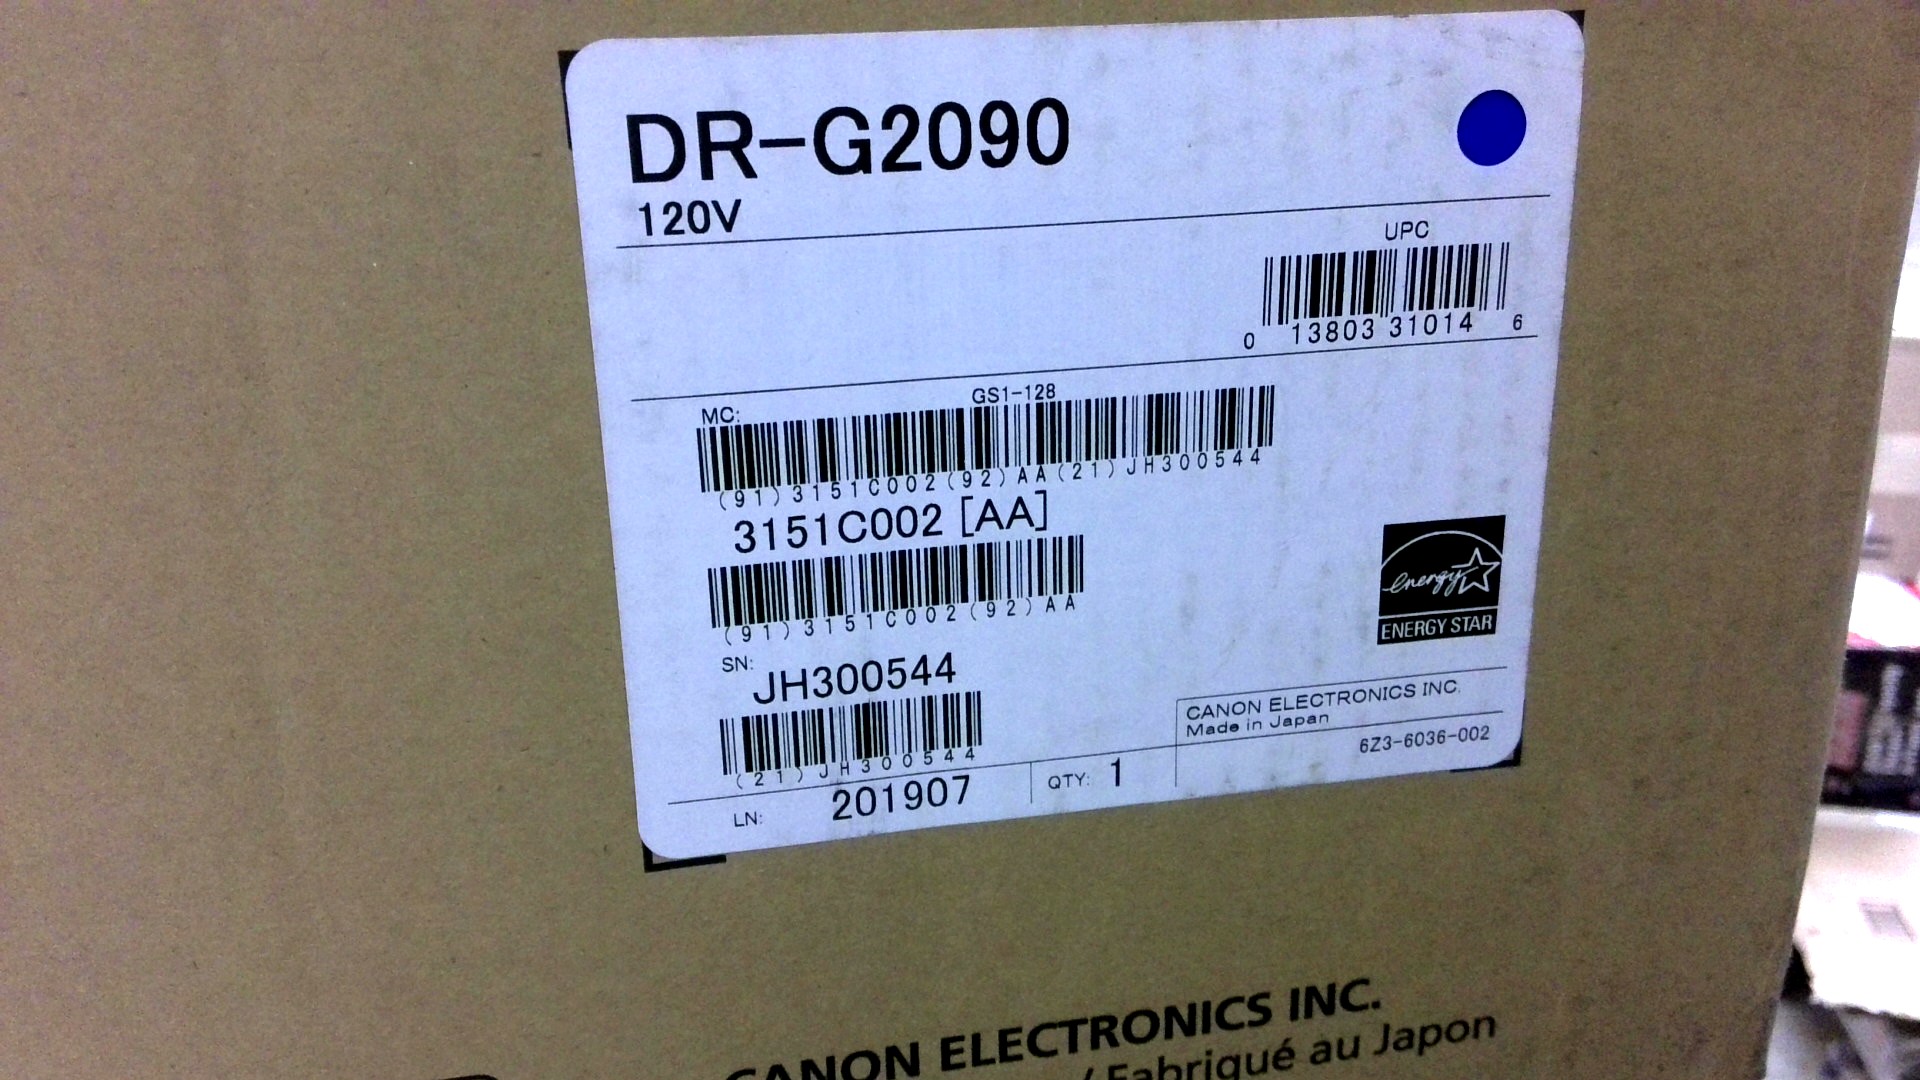 DR-G2090
120V
UPC
0 13803 31014 6
GS1-128
MC:
(91)3151C002(92)AA(21)JH300544
3151C002 [AA]
(91)3151C002(92)AA
energy
ENERGY STAR
SN:
JH300544
(21)JH300544
CANON ELECTRONICS INC.
Made in Japan
6Z3-6036-002
LN: 201907 QTY: 1
CANON ELECTRONICS INC.
/ Fabriqué au Japon